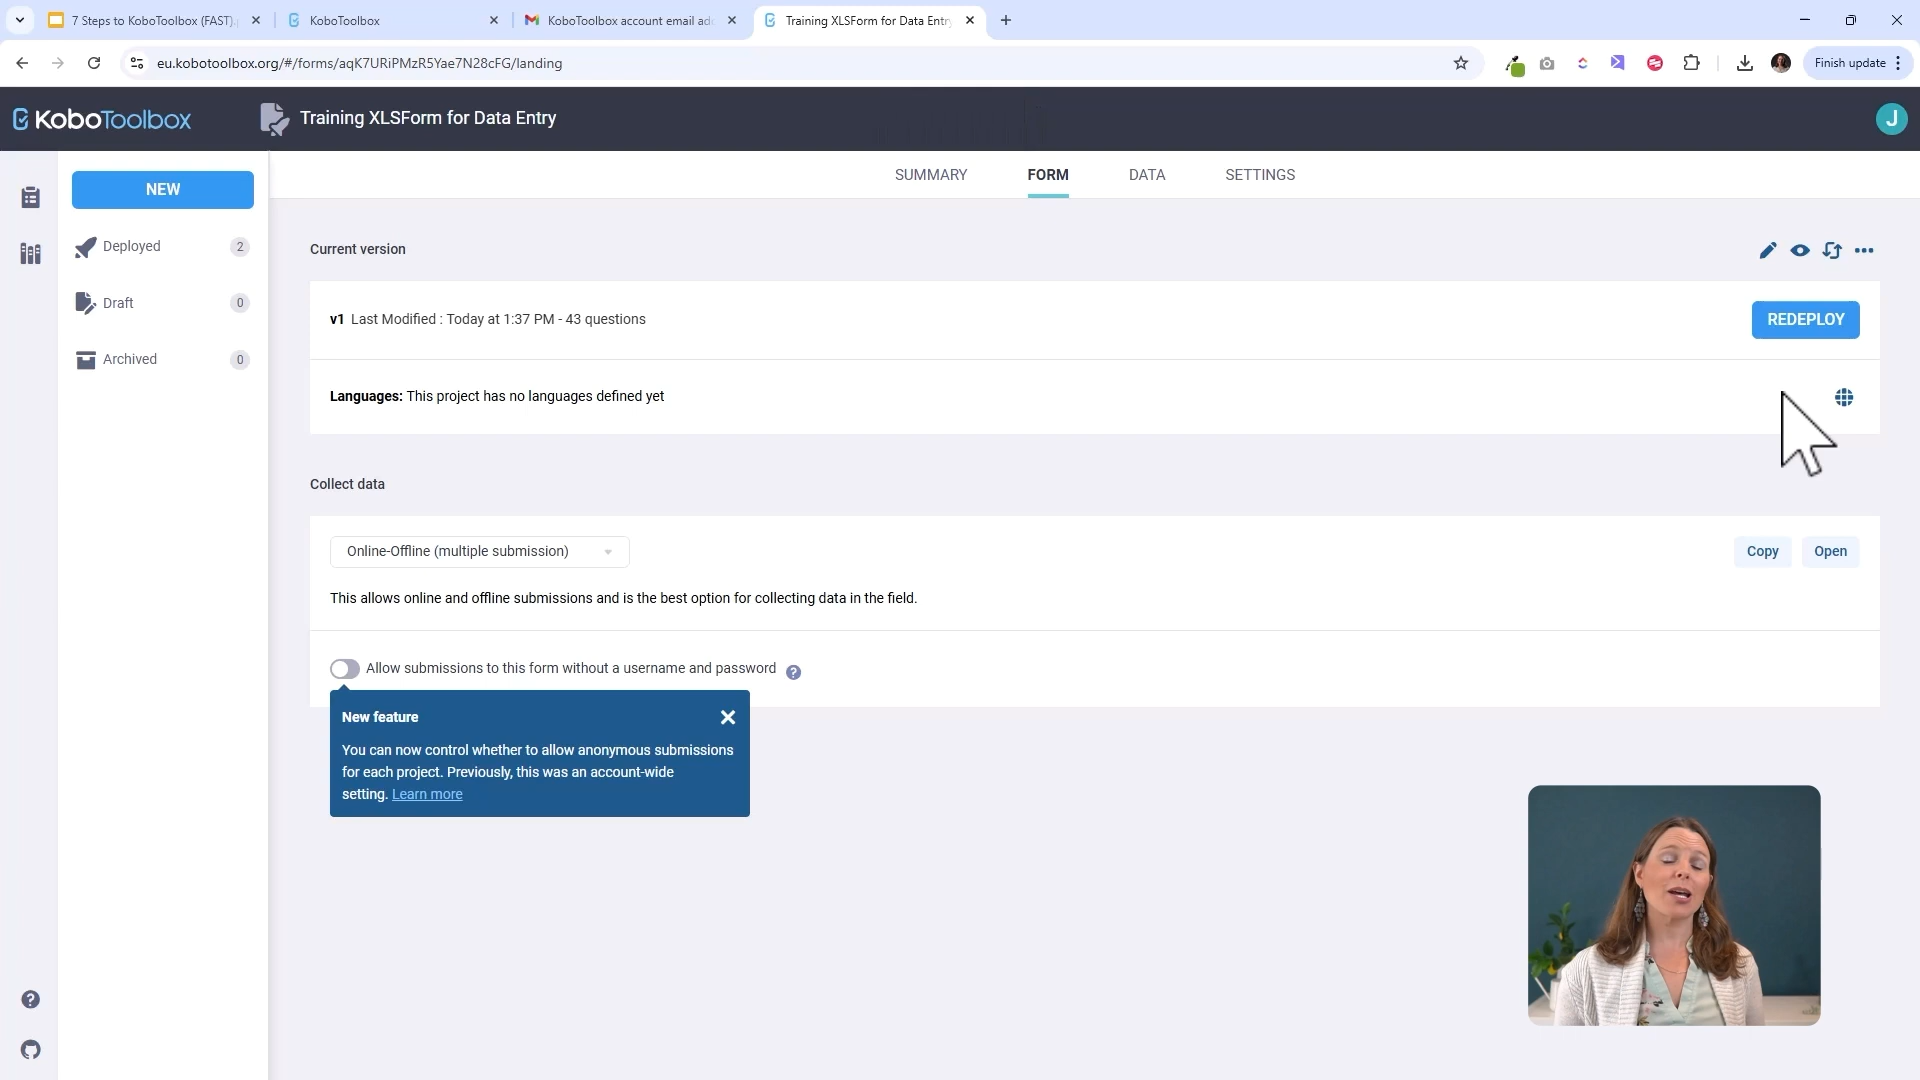 7 Steps to KoboToolbox (FAST).
KoboToolbox
KoboToolbox account email ad
Training XLSForm for Data Entry
eu.kobotoolbox.org/#/forms/aqK7URiPMzR5Yae7N28cFG/landing
Finish update
KoboToolbox
Training XLSForm for Data Entry
J
NEW
SUMMARY
FORM
DATA
SETTINGS
Deployed 2
Draft 0
Archived 0
Current version
v1 Last Modified : Today at 1:37 PM - 43 questions
REDEPLOY
Languages: This project has no languages defined yet
Collect data
Online-Offline (multiple submission)
Copy
Open
This allows online and offline submissions and is the best option for collecting data in the field.
Allow submissions to this form without a username and password ?
New feature
You can now control whether to allow anonymous submissions
for each project. Previously, this was an account-wide
setting. Learn more
?